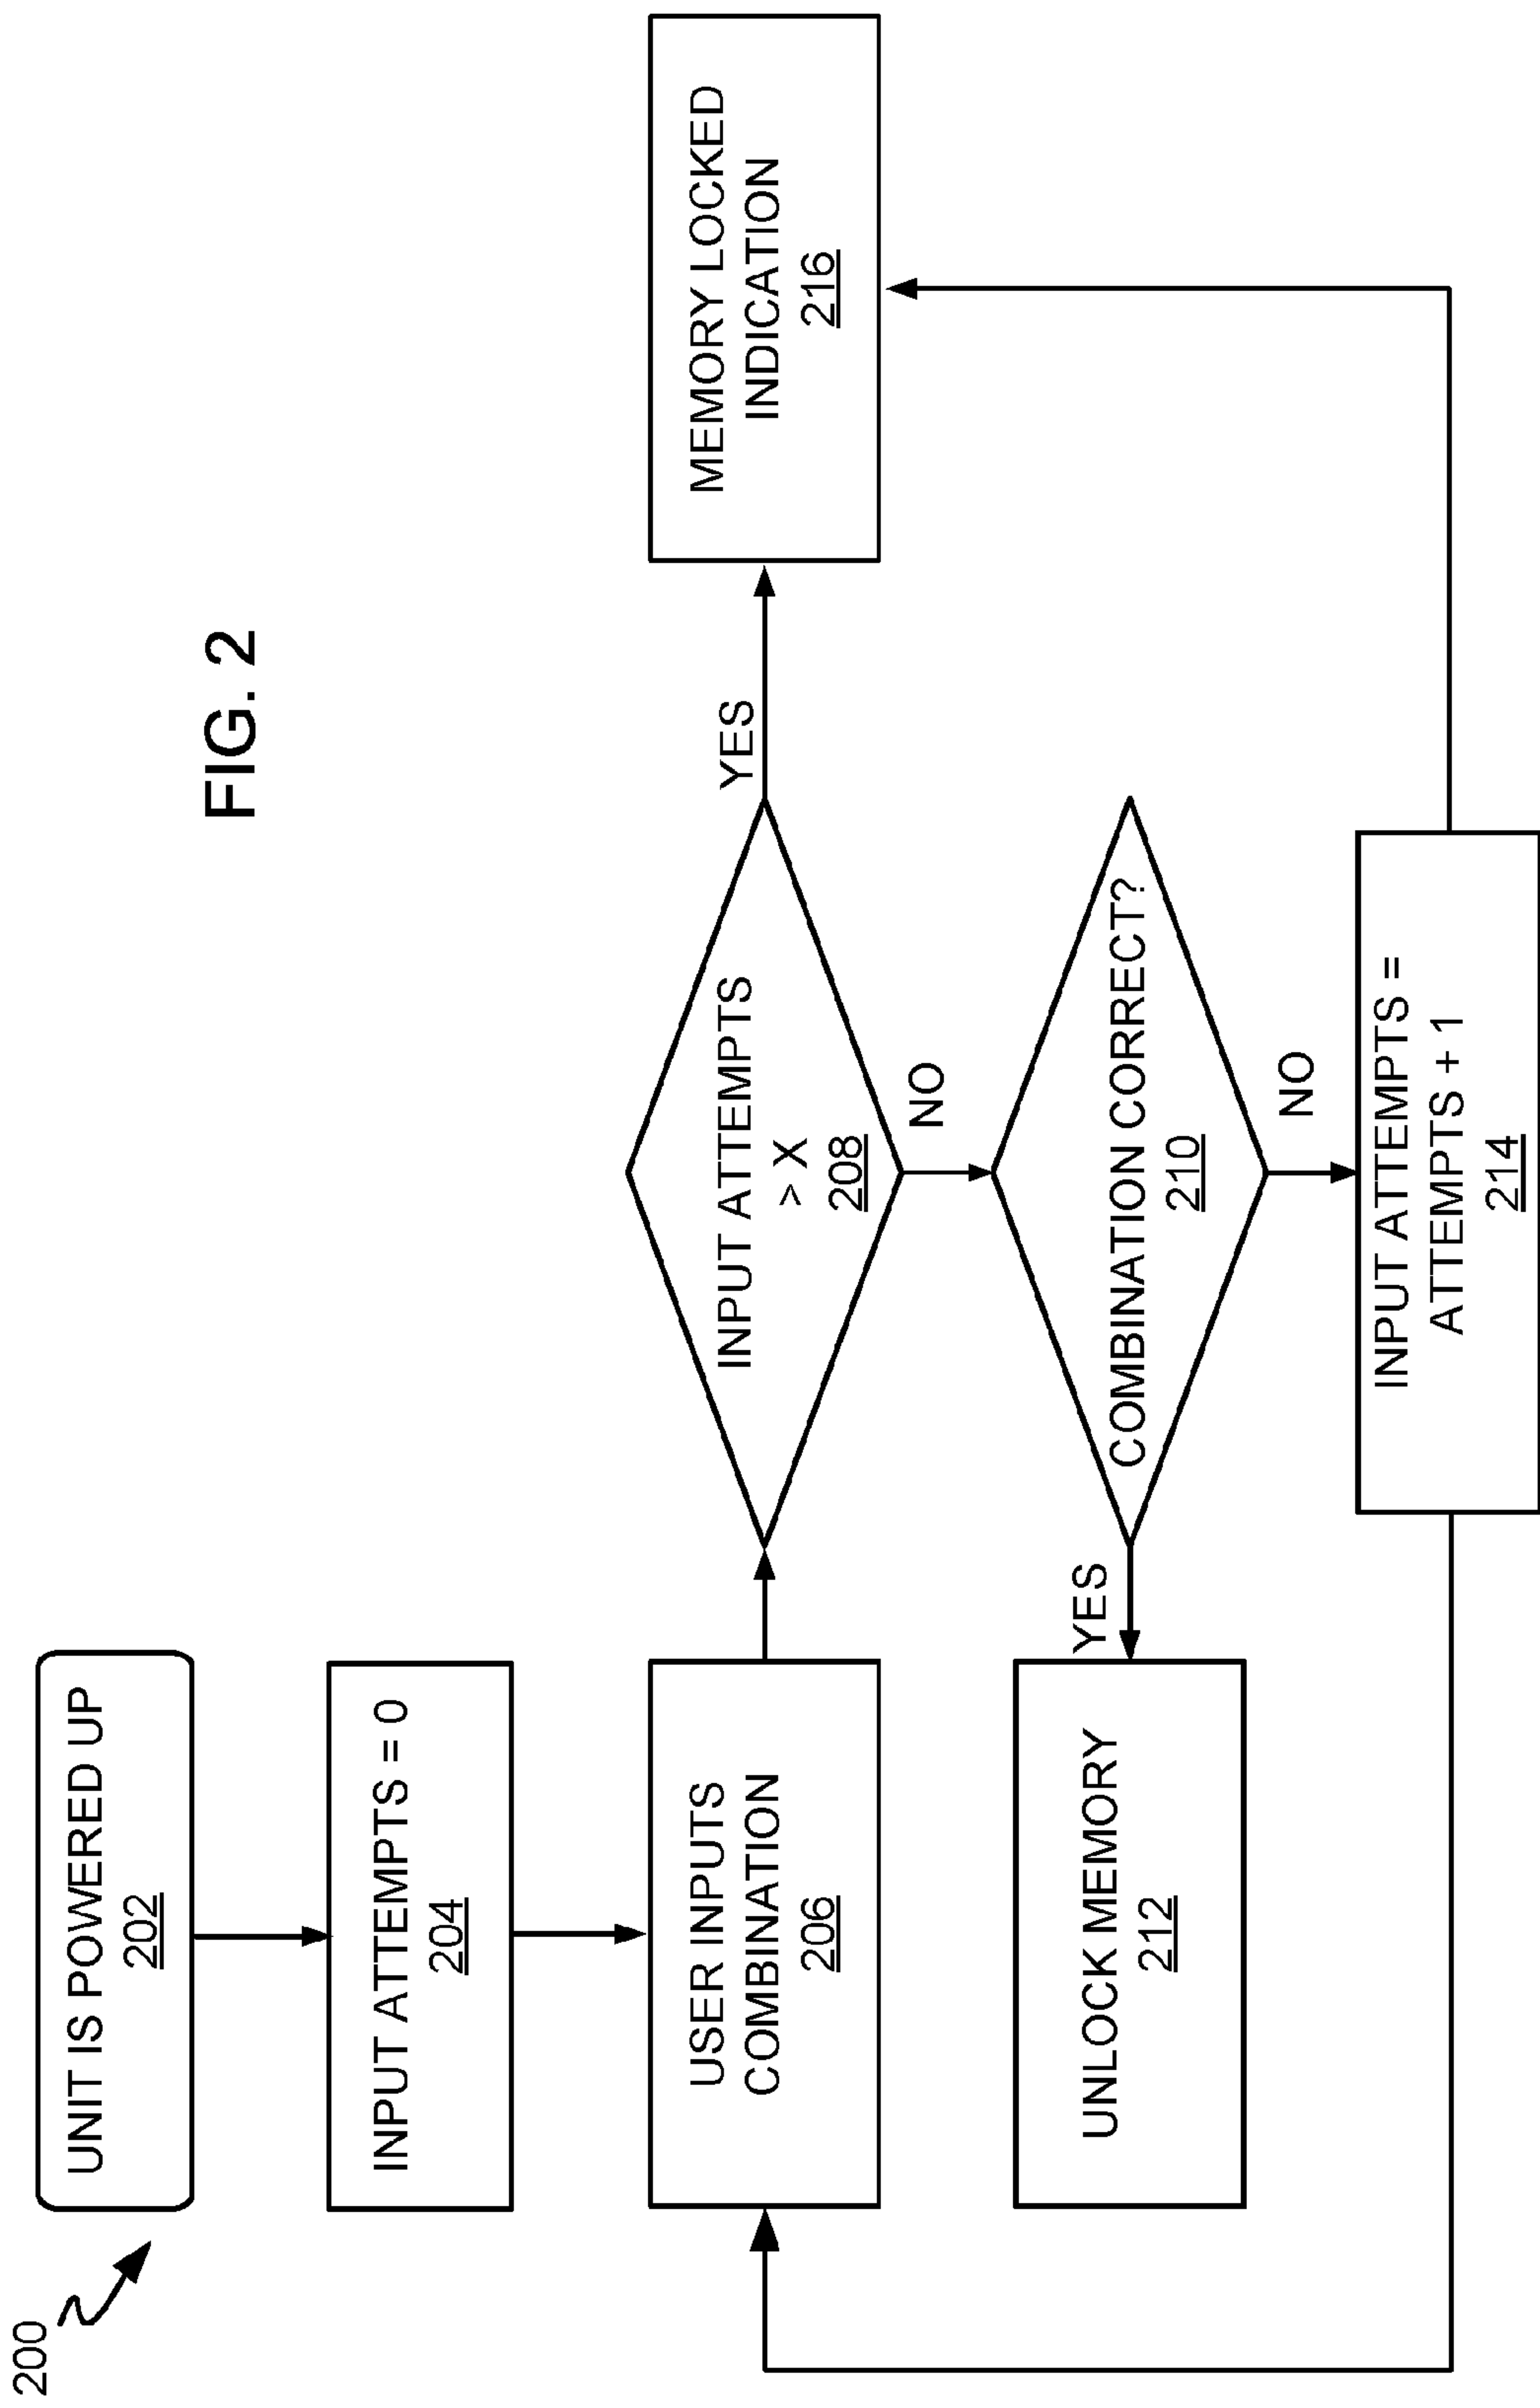 FIG. 2
200
UNIT IS POWERED UP
202
INPUT ATTEMPTS = 0
204
USER INPUTS
COMBINATION
206
INPUT ATTEMPTS
> X
208
YES
MEMORY LOCKED
INDICATION
216
NO
UNLOCK MEMORY
212
YES
COMBINATION CORRECT?
210
NO
INPUT ATTEMPTS =
ATTEMPTS + 1
214